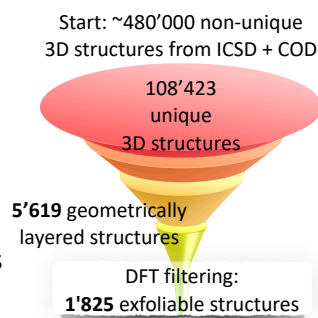 Start: ~480’000 non-unique
3D structures from ICSD + COD
108’423
unique
3D structures
5’619 geometrically
layered structures
DFT filtering:
1'825 exfoliable structures